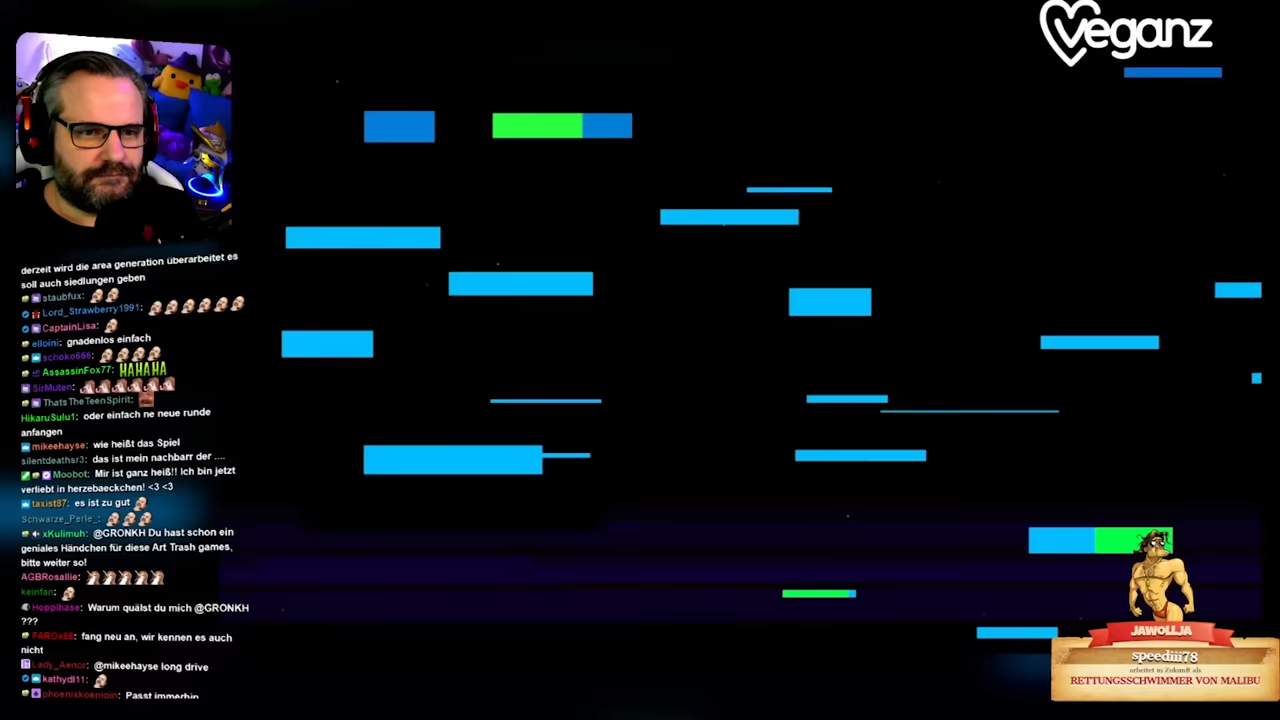 Veganz
derzeit wird die area generation überarbeitet es
soll auch siedlungen geben
staubfux:
Lord_Strawberry1991:
CaptainLisa:
elloini: gnadenlos einfach
schoko666:
AssassinFox77: HAHAHA
SirMuten:
ThatsTheTeenSpirit:
HikaruSulu1: oder einfach ne neue runde
anfangen
mikeehayse: wie heißt das Spiel
silentdeathsr3: das ist mein nachbarr der ....
Moobot: Mir ist ganz heiß!! Ich bin jetzt
verliebt in herzebaeckchen! <3 <3
taxist87: es ist zu gut
Schwarze_Perle_:
xKulimuh: @GRONKH Du hast schon ein
geniales Händchen für diese Art Trash games,
bitte weiter so!
AGBRosallie:
keinfan:
Hopplhase: Warum quälst du mich @GRONKH
???
FAROx88: fang neu an, wir kennen es auch
nicht
Lady_Aenor: @mikeehayse long drive
kathydl11:
phoenixkoenigin: Passt immerhin
JAWOLLJA
speediii78
arbeitet in Zukunft als
RETTUNGSSCHWIMMER VON MALIBU